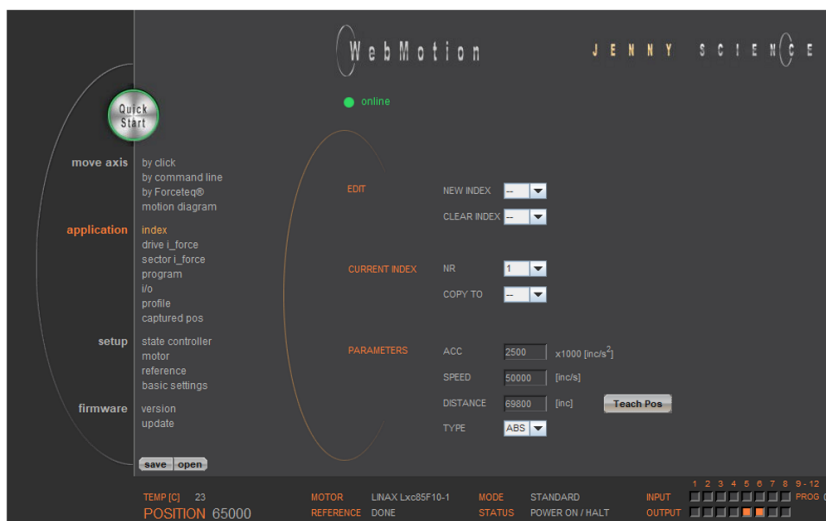 WebMotion
JENNY SCIENCE
online
Quick
Start
move axis
by click
by command line
by Forceteq®
motion diagram
application
index
drive i_force
sector i_force
program
i/o
profile
captured pos
setup
state controller
motor
reference
basic settings
firmware
version
update
save open
EDIT
NEW INDEX --
CLEAR INDEX --
CURRENT INDEX
NR 1
COPY TO --
PARAMETERS
ACC 2500 x1000 [inc/s²]
SPEED 50000 [inc/s]
DISTANCE 69800 [inc] Teach Pos
TYPE ABS
1 2 3 4 5 6 7 8 9-12
TEMP [C] 23 MOTOR LINAX Lxc85F10-1 MODE STANDARD INPUT PROG
POSITION 65000 REFERENCE DONE STATUS POWER ON / HALT OUTPUT